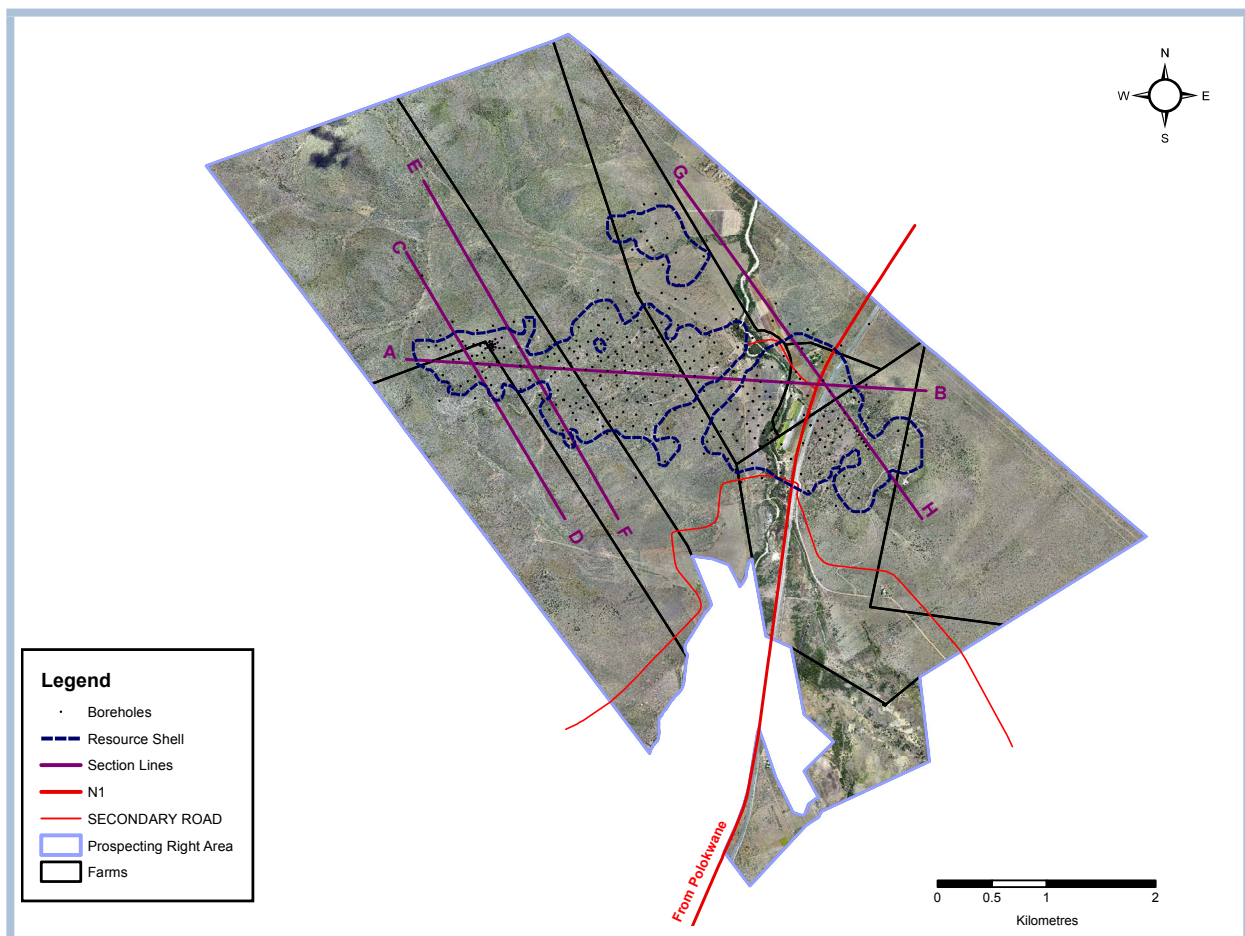 N
W
E
S
E
G
C
A
B
D
F
H
From Polokwane
Legend
Boreholes
Resource Shell
Section Lines
N1
SECONDARY ROAD
Prospecting Right Area
Farms
0 0.5 1 2
Kilometres